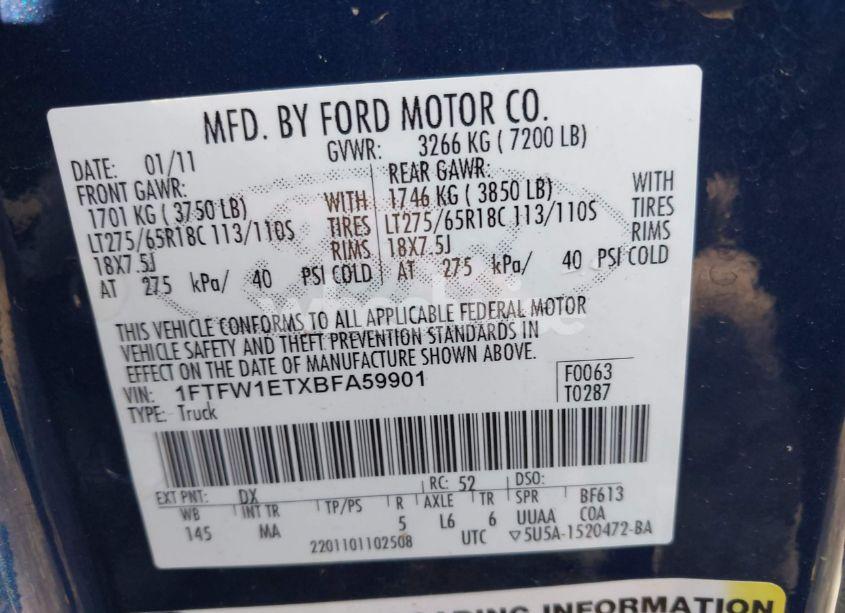 MFD. BY FORD MOTOR CO.
DATE: 01/11 GVWR: 3266 KG ( 7200 LB)
FRONT GAWR: REAR GAWR:
1701 KG ( 3750 LB) WITH 1746 KG ( 3850 LB) WITH
LT275/65R18C 113/110S TIRES LT275/65R18C 113/110S TIRES
18X7.5J RIMS 18X7.5J RIMS
AT 275 kPa/ 40 PSI COLD AT 275 kPa/ 40 PSI COLD
THIS VEHICLE CONFORMS TO ALL APPLICABLE FEDERAL MOTOR
VEHICLE SAFETY AND THEFT PREVENTION STANDARDS IN
EFFECT ON THE DATE OF MANUFACTURE SHOWN ABOVE.
VIN: 1FTFW1ETXBFA59901 F0063
TYPE: Truck T0287
EXT PNT: DX RC: 52 DSO:
WB INT TR TP/PS R AXLE TR SPR BF613
145 MA 5 L6 6 UUAA COA
2201101102508 UTC ▽5U5A-1520472-BA
LOADING INFORMATION